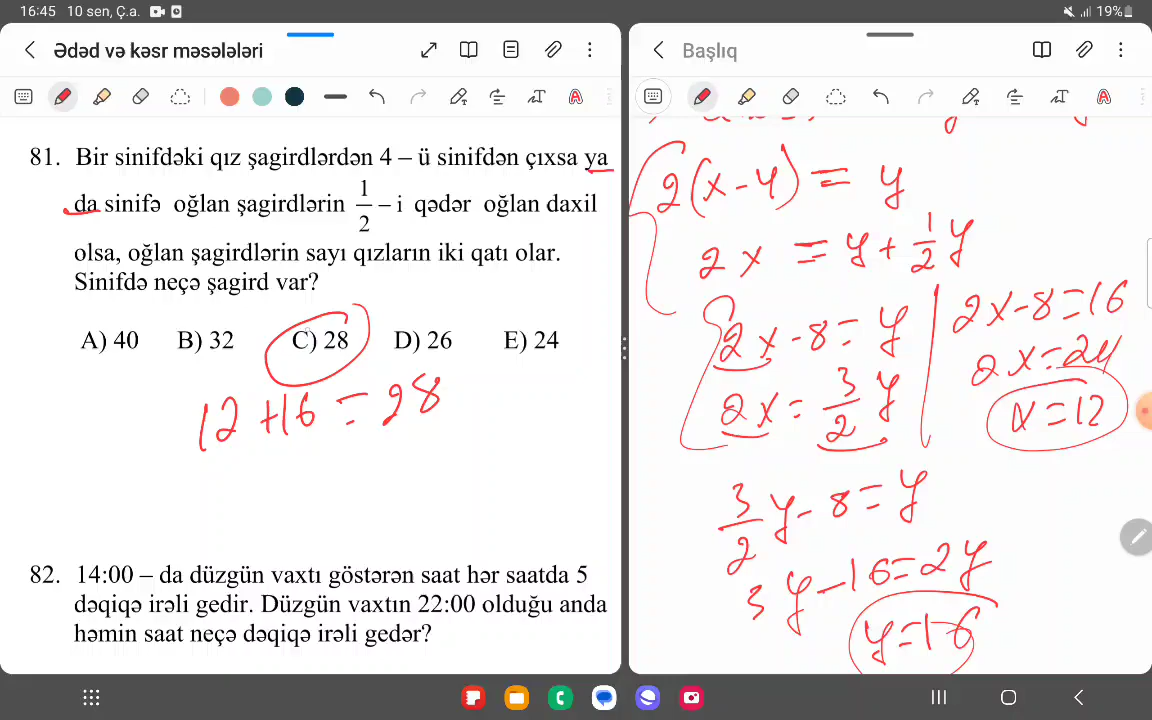 16:45 10 sen, Ç.a. 19%
Ədəd və kəsr məsələləri
Başlıq
81. Bir sinifdəki qız şagirdlərdən 4 – ü sinifdən çıxsa ya
da sinifə oğlan şagirdlərin 1/2 – i qədər oğlan daxil
olsa, oğlan şagirdlərin sayı qızların iki qatı olar.
Sinifdə neçə şagird var?
A) 40 B) 32 C) 28 D) 26 E) 24
12 + 16 = 28
82. 14:00 – da düzgün vaxtı göstərən saat hər saatda 5
dəqiqə irəli gedir. Düzgün vaxtın 22:00 olduğu anda
həmin saat neçə dəqiqə irəli gedər?
2(x-4) = y
2x = y + 1/2 y
2x - 8 = y
2x = 3/2 y
2x - 8 = 16
2x = 24
x = 12
3/2 y - 8 = y
3y - 16 = 2y
y = 16